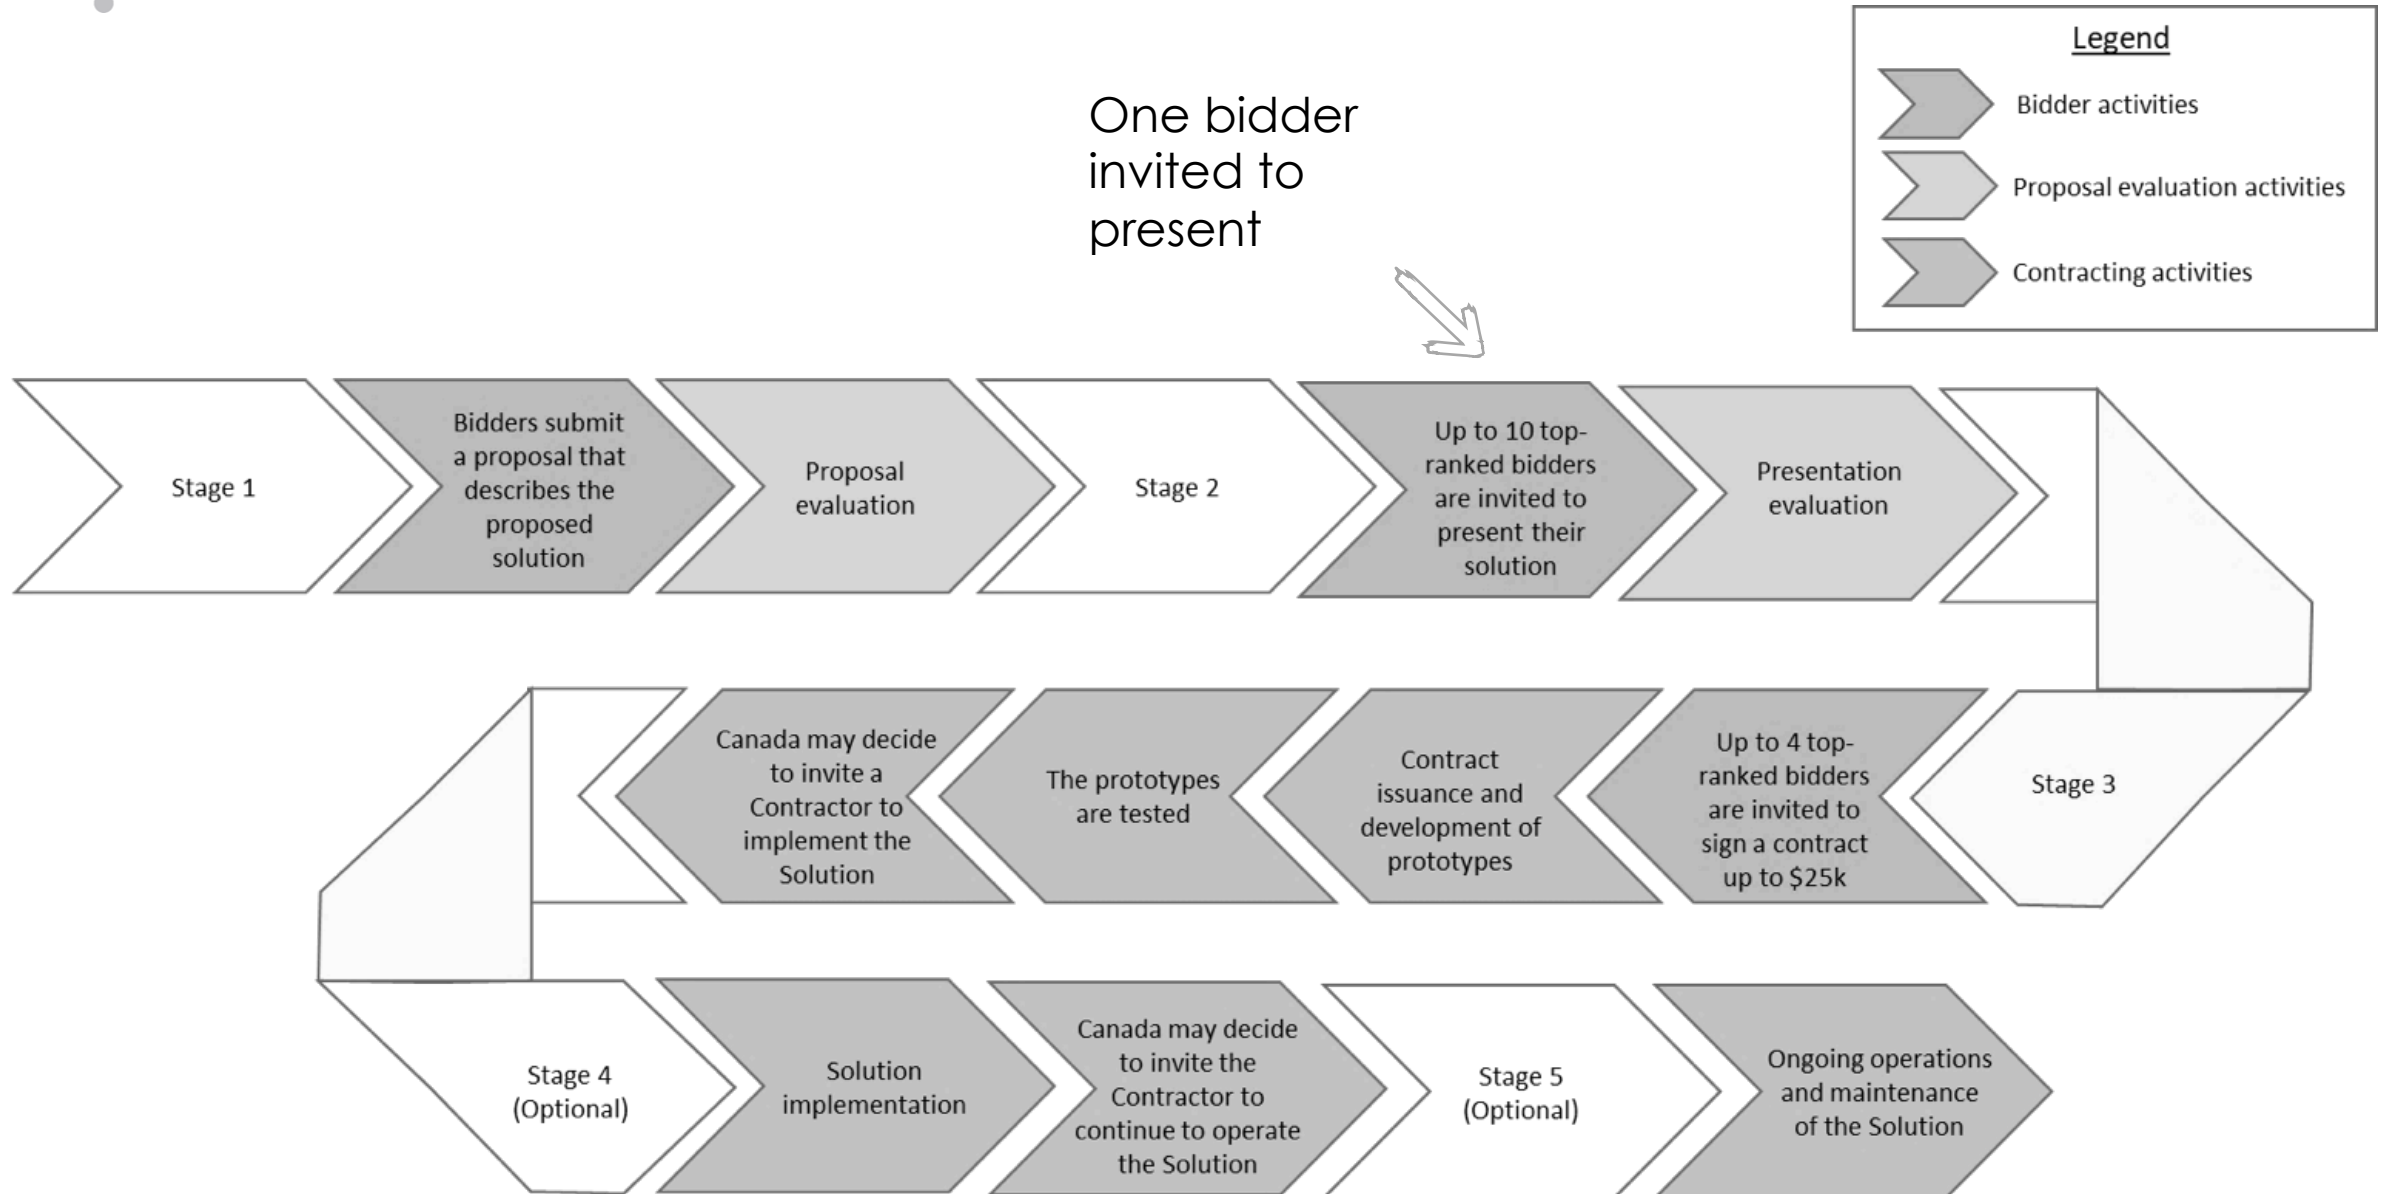 Legend
Bidder activities
Proposal evaluation activities
Contracting activities
One bidder
invited to
present
Stage 1
Bidders submit
a proposal that
describes the
proposed
solution
Proposal
evaluation
Stage 2
Up to 10 top-
ranked bidders
are invited to
present their
solution
Presentation
evaluation
Stage 3
Up to 4 top-
ranked bidders
are invited to
sign a contract
up to $25k
Contract
issuance and
development of
prototypes
The prototypes
are tested
Canada may decide
to invite a
Contractor to
implement the
Solution
Stage 4
(Optional)
Solution
implementation
Canada may decide
to invite the
Contractor to
continue to operate
the Solution
Stage 5
(Optional)
Ongoing operations
and maintenance
of the Solution